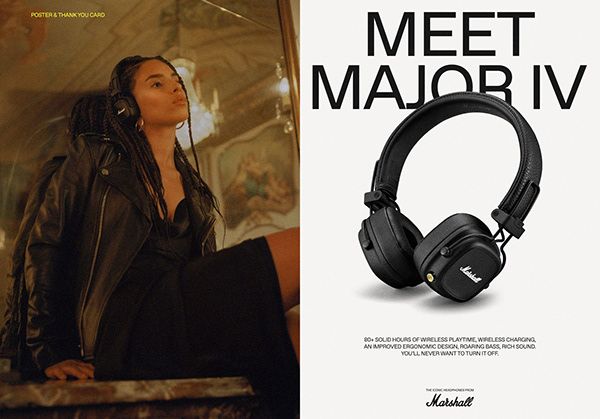 POSTER & THANK YOU CARD
MEET
MAJOR IV
Marshall
80+ SOLID HOURS OF WIRELESS PLAYTIME, WIRELESS CHARGING,
AN IMPROVED ERGONOMIC DESIGN, ROARING BASS, RICH SOUND.
YOU'LL NEVER WANT TO TURN IT OFF.
THE ICONIC HEADPHONES FROM
Marshall